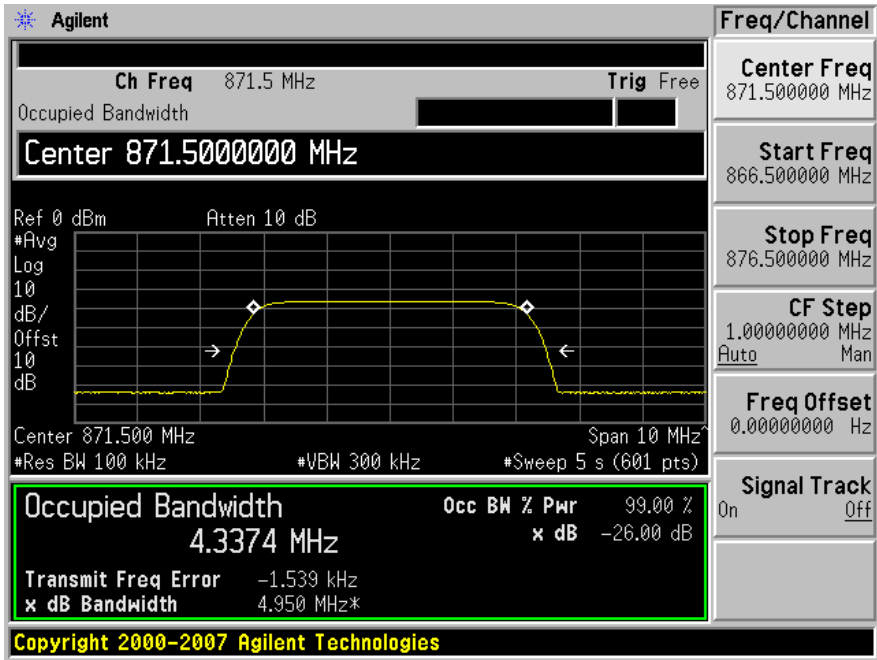 Agilent
Freq/Channel
Ch Freq 871.5 MHz Trig Free
Occupied Bandwidth
Center 871.5000000 MHz
Ref 0 dBm Atten 10 dB
#Avg
Log
10
dB/
Offst
10
dB
Center 871.500 MHz Span 10 MHz^
#Res BW 100 kHz #VBW 300 kHz #Sweep 5 s (601 pts)
Occupied Bandwidth
4.3374 MHz
Occ BW % Pwr 99.00 %
x dB -26.00 dB
Transmit Freq Error -1.539 kHz
x dB Bandwidth 4.950 MHz*
Copyright 2000-2007 Agilent Technologies
Center Freq
871.500000 MHz
Start Freq
866.500000 MHz
Stop Freq
876.500000 MHz
CF Step
1.00000000 MHz
Auto Man
Freq Offset
0.00000000 Hz
Signal Track
On Off